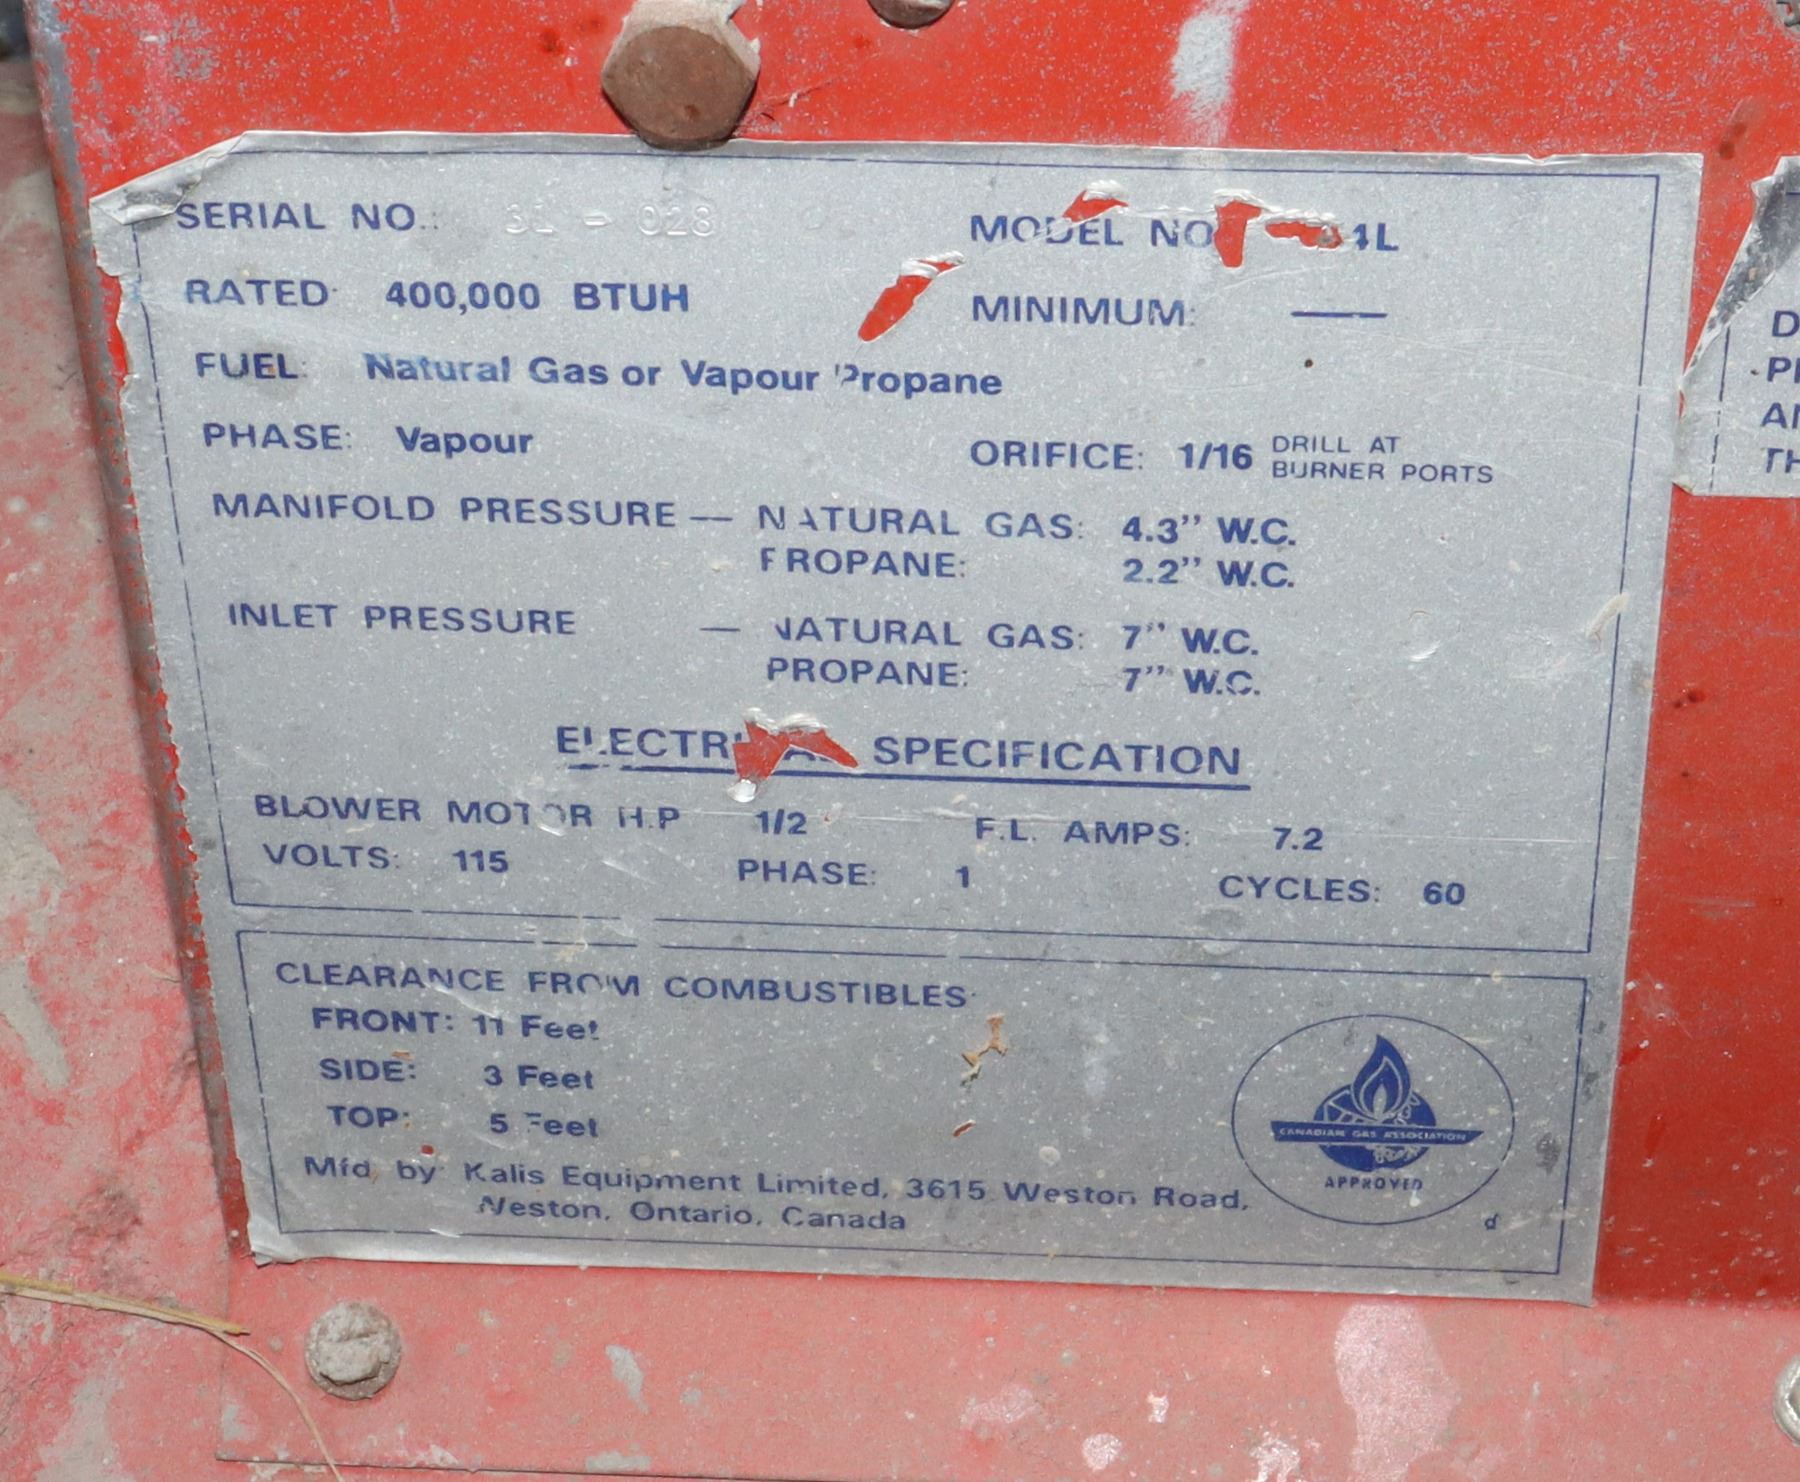 SERIAL NO.: 31 - 028
MODEL NO 4L
RATED: 400,000 BTUH
MINIMUM: —
FUEL: Natural Gas or Vapour Propane
PHASE: Vapour
ORIFICE: 1/16 DRILL AT
BURNER PORTS
MANIFOLD PRESSURE — NATURAL GAS: 4.3" W.C.
PROPANE: 2.2" W.C.
INLET PRESSURE — NATURAL GAS: 7" W.C.
PROPANE: 7" W.C.
ELECTRICAL SPECIFICATION
BLOWER MOTOR H.P 1/2 F.L. AMPS: 7.2
VOLTS: 115 PHASE: 1 CYCLES: 60
CLEARANCE FROM COMBUSTIBLES:
FRONT: 11 Feet
SIDE: 3 Feet
TOP: 5 Feet
Mfd. by: Kalis Equipment Limited, 3615 Weston Road,
Weston, Ontario, Canada
CANADIAN GAS ASSOCIATION
APPROVED
d